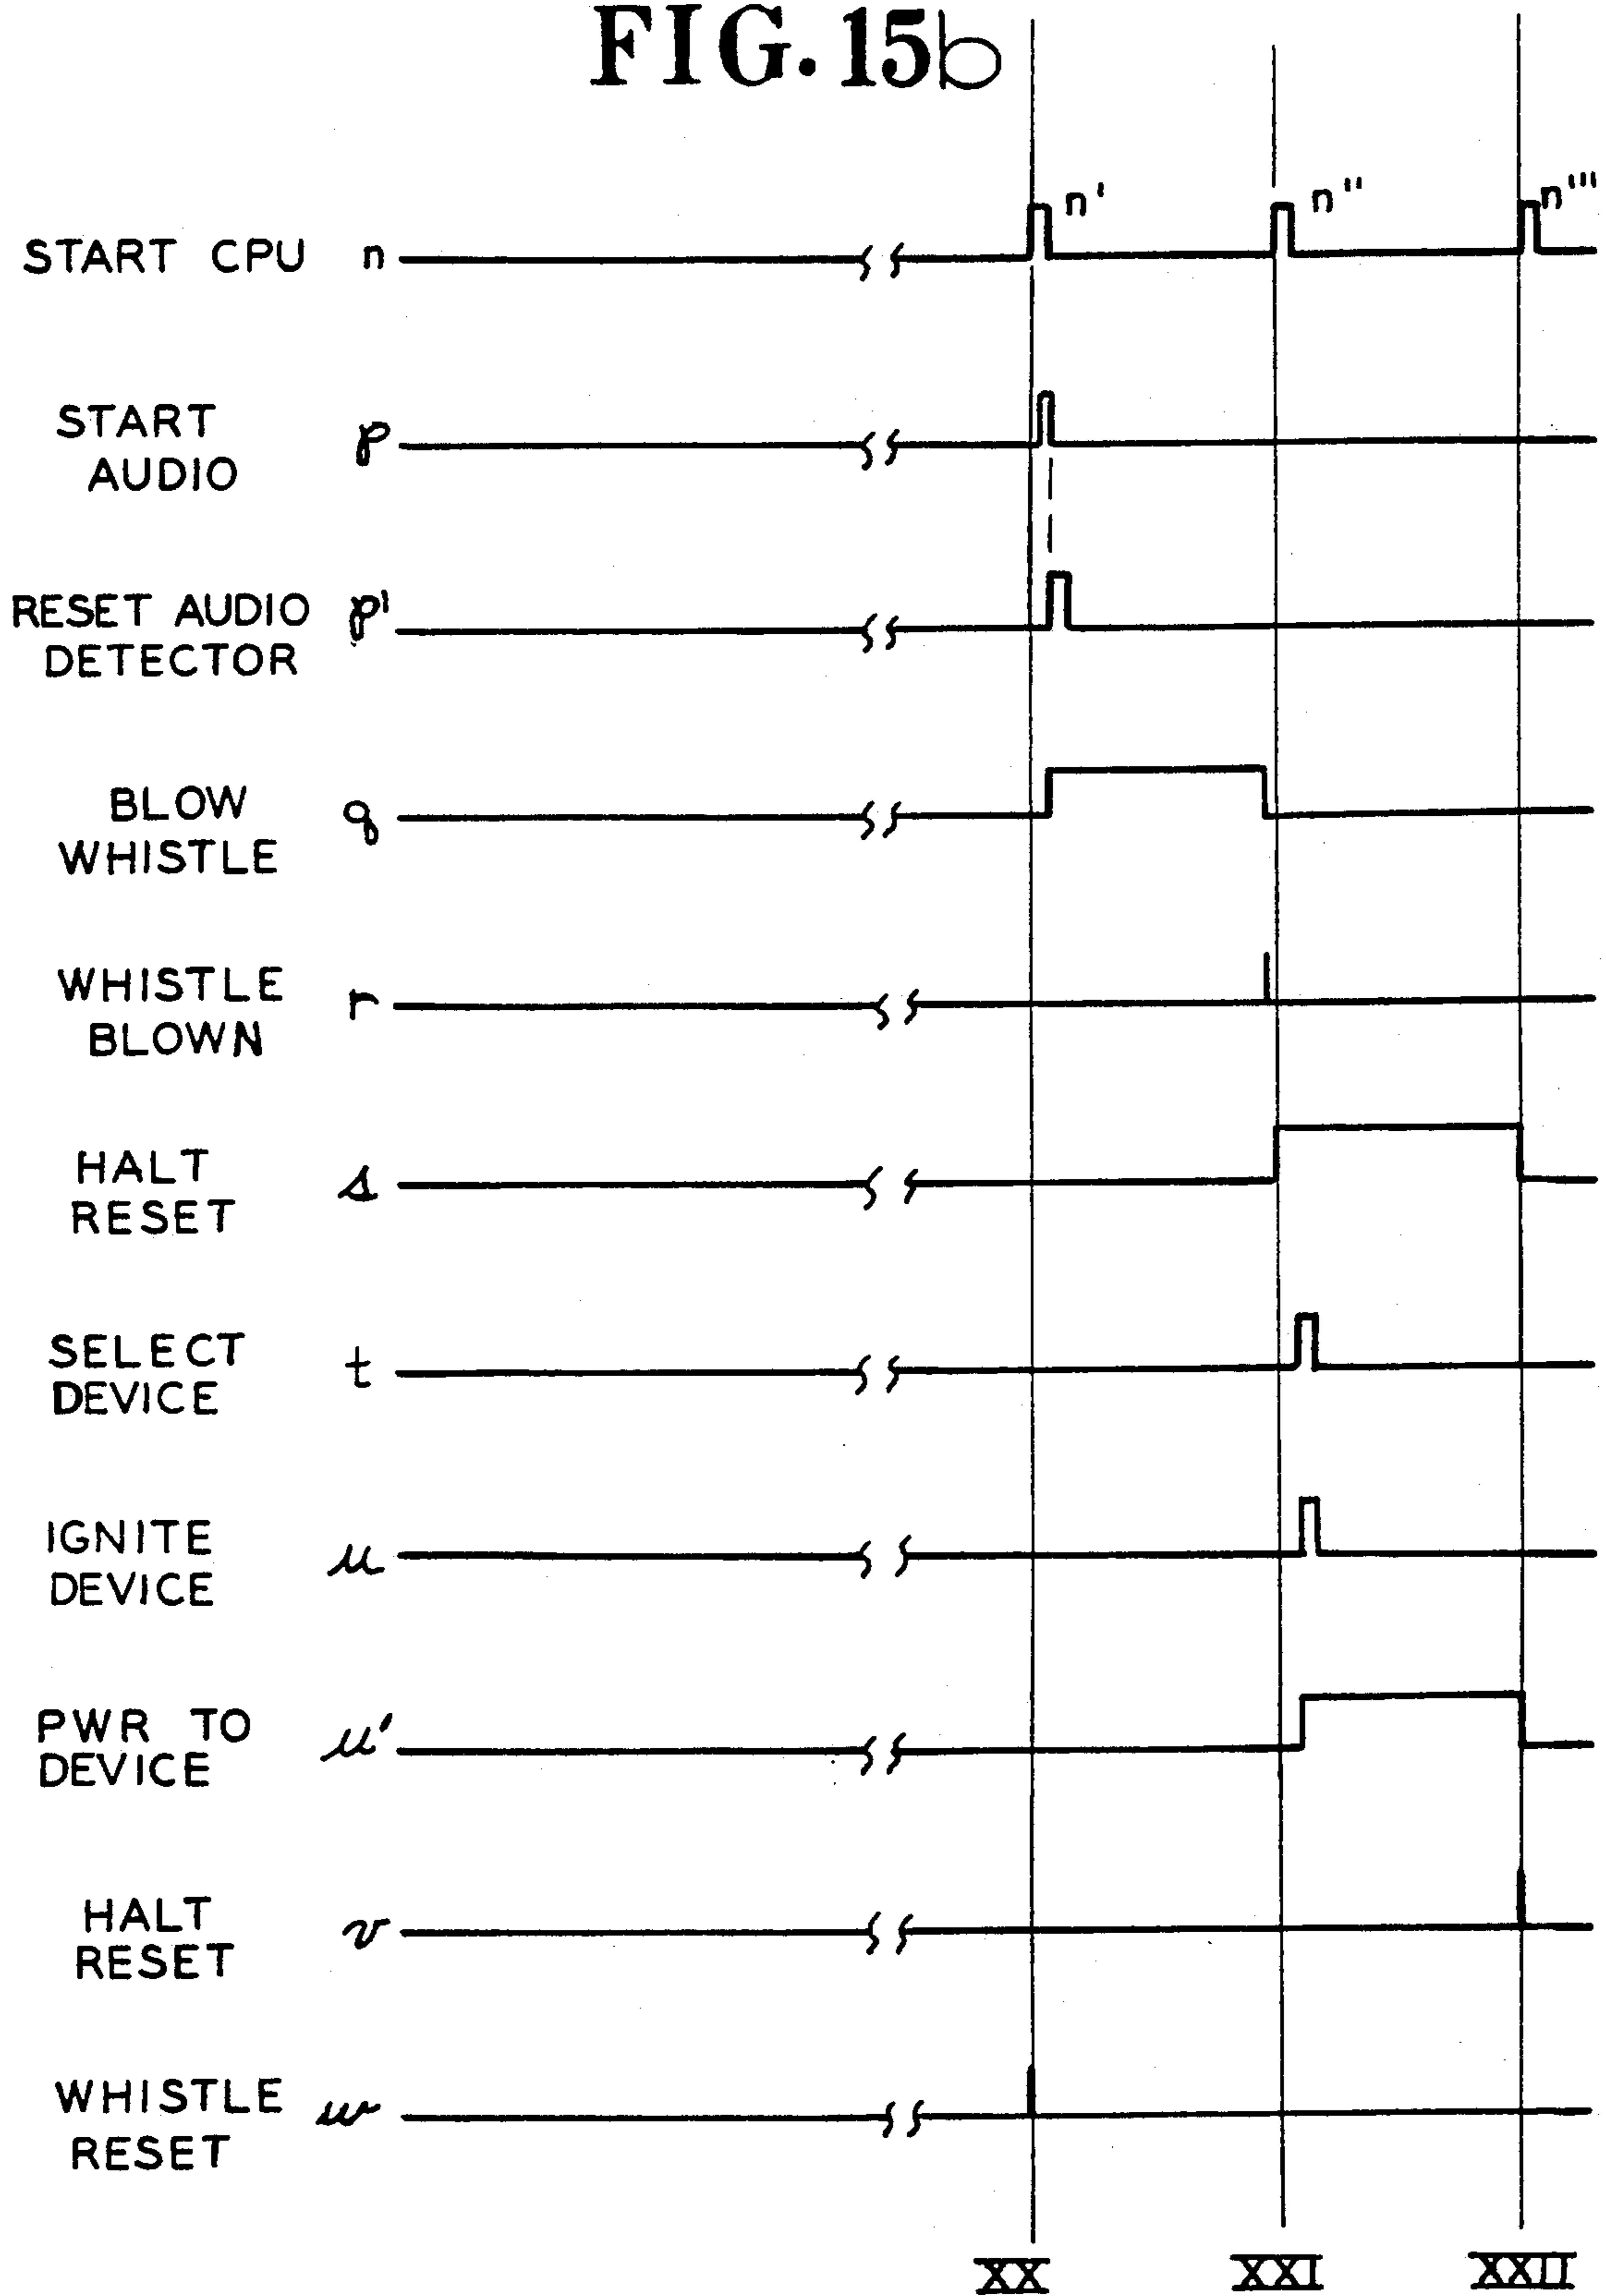 FIG. 15b
n' n" n'''
START CPU n
START
AUDIO p
RESET AUDIO p'
DETECTOR
BLOW
WHISTLE q
WHISTLE
BLOWN r
HALT
RESET s
SELECT
DEVICE t
IGNITE
DEVICE u
PWR TO
DEVICE u'
HALT
RESET v
WHISTLE
RESET w
XX XXI XXII